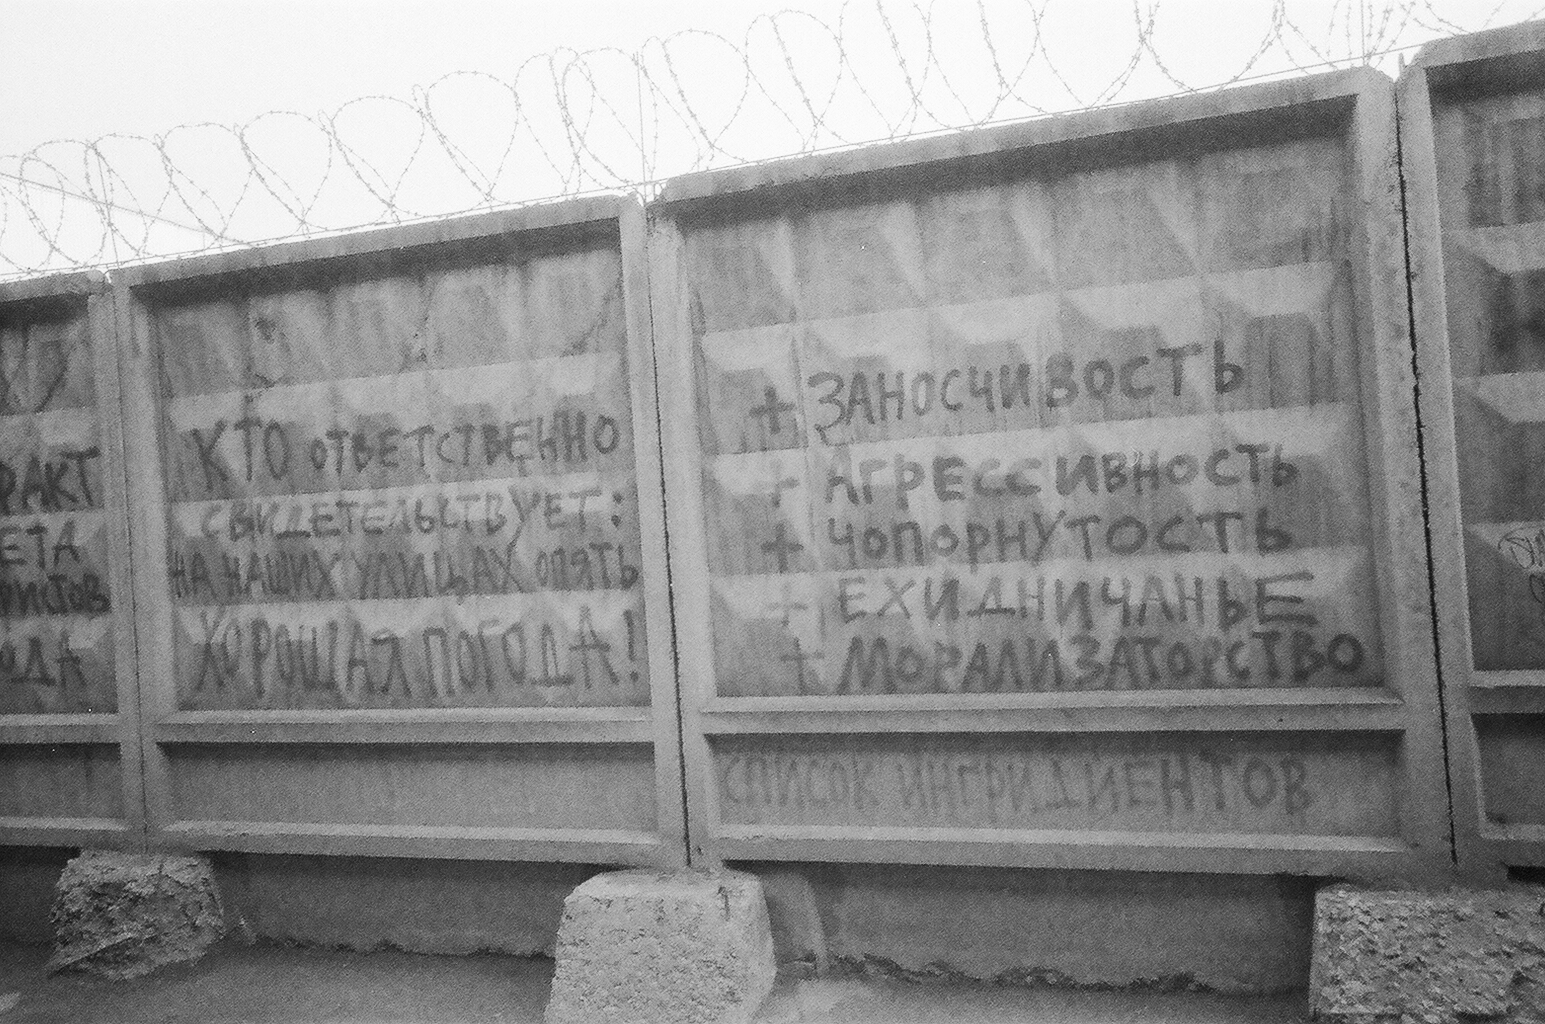 КТО ОТВЕТСТВЕННО
СВИДЕТЕЛЬСТВУЕТ:
НА НАШИХ УЛИЦАХ ОПЯТЬ
ХОРОШАЯ ПОГОДА!
+ ЗАНОСЧИВОСТЬ
+ АГРЕССИВНОСТЬ
+ ЧОПОРНУТОСТЬ
+ ЕХИДНИЧАНЬЕ
+ МОРАЛИЗАТОРСТВО
СПИСОК ИНГРИДИЕНТОВ